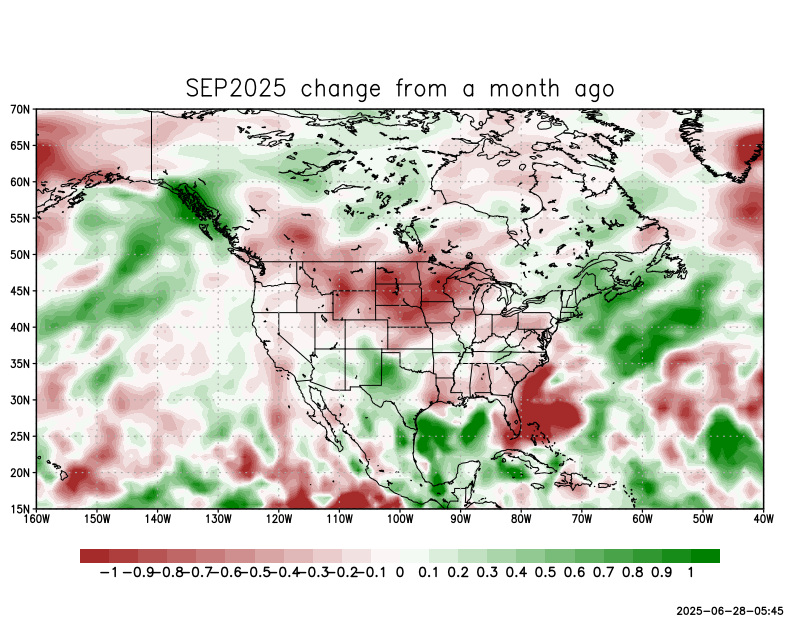 SEP2025 change from a month ago
70N
65N
60N
55N
50N
45N
40N
35N
30N
25N
20N
15N
160W 150W 140W 130W 120W 110W 100W 90W 80W 70W 60W 50W 40W
-1 -0.9 -0.8 -0.7 -0.6 -0.5 -0.4 -0.3 -0.2 -0.1 0 0.1 0.2 0.3 0.4 0.5 0.6 0.7 0.8 0.9 1
2025-06-28-05:45